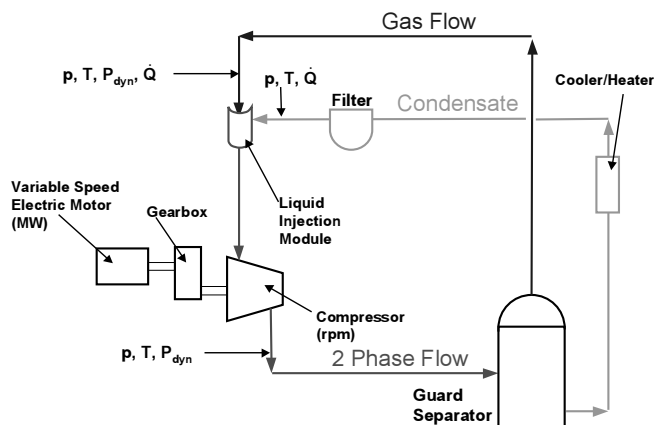 Gas Flow
p, T, P_dyn, Q̇
p, T, Q̇
Filter
Condensate
Cooler/Heater
Variable Speed
Electric Motor
(MW)
Gearbox
Liquid
Injection
Module
Compressor
(rpm)
p, T, P_dyn
2 Phase Flow
Guard
Separator